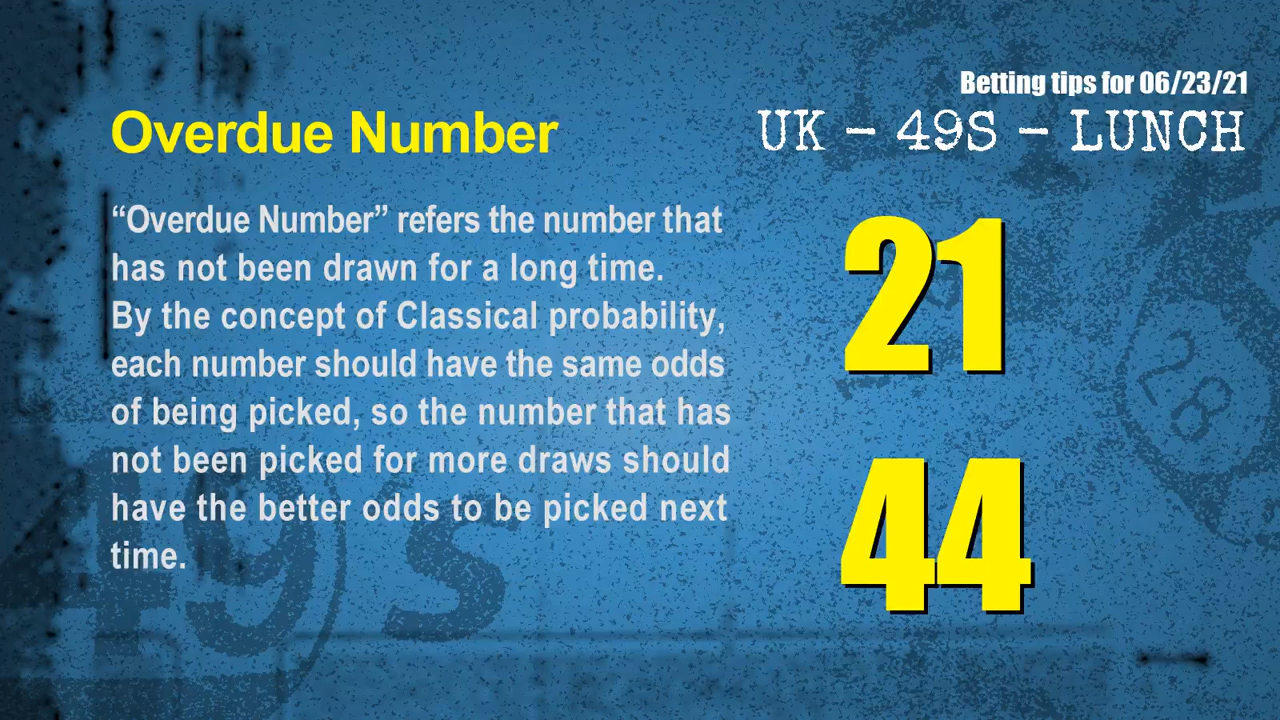 Betting tips for 06/23/21
UK - 49S - LUNCH
Overdue Number
“Overdue Number” refers the number that
has not been drawn for a long time.
By the concept of Classical probability,
each number should have the same odds
of being picked, so the number that has
not been picked for more draws should
have the better odds to be picked next
time.
21
44
28
49's